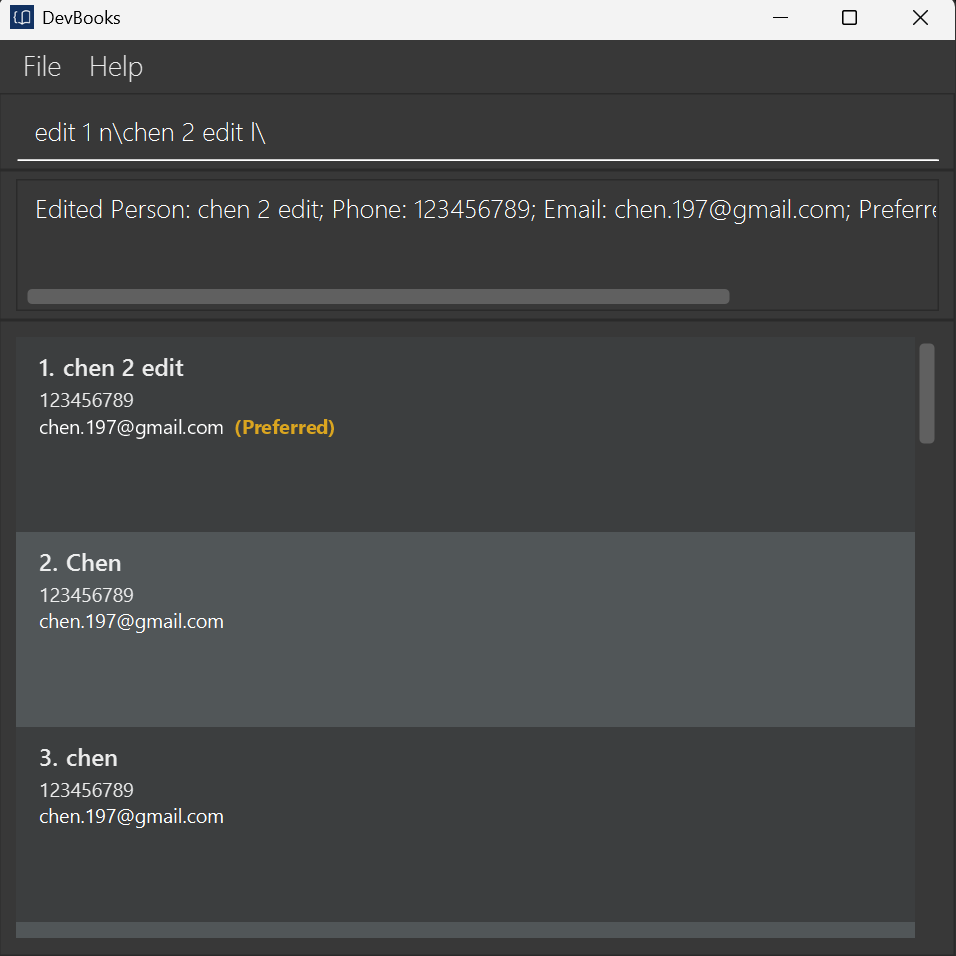 DevBooks
File Help
edit 1 n\chen 2 edit l\
Edited Person: chen 2 edit; Phone: 123456789; Email: chen.197@gmail.com; Preferre
1. chen 2 edit
123456789
chen.197@gmail.com (Preferred)
2. Chen
123456789
chen.197@gmail.com
3. chen
123456789
chen.197@gmail.com